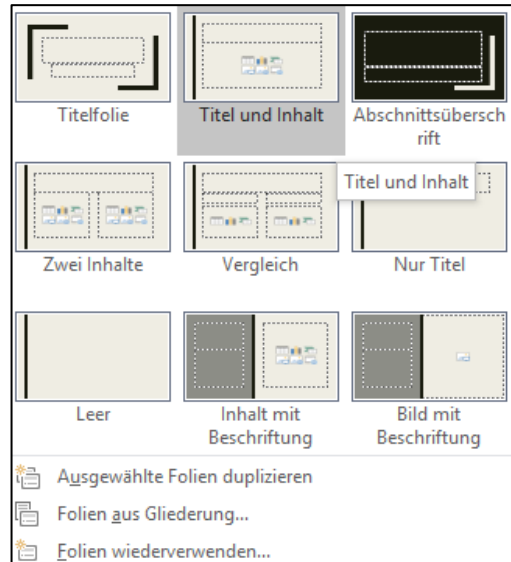 Titelfolie
Titel und Inhalt
Abschnittsübersch
rift
Titel und Inhalt
Zwei Inhalte
Vergleich
Nur Titel
Leer
Inhalt mit
Beschriftung
Bild mit
Beschriftung
Ausgewählte Folien duplizieren
Folien aus Gliederung...
Folien wiederverwenden...